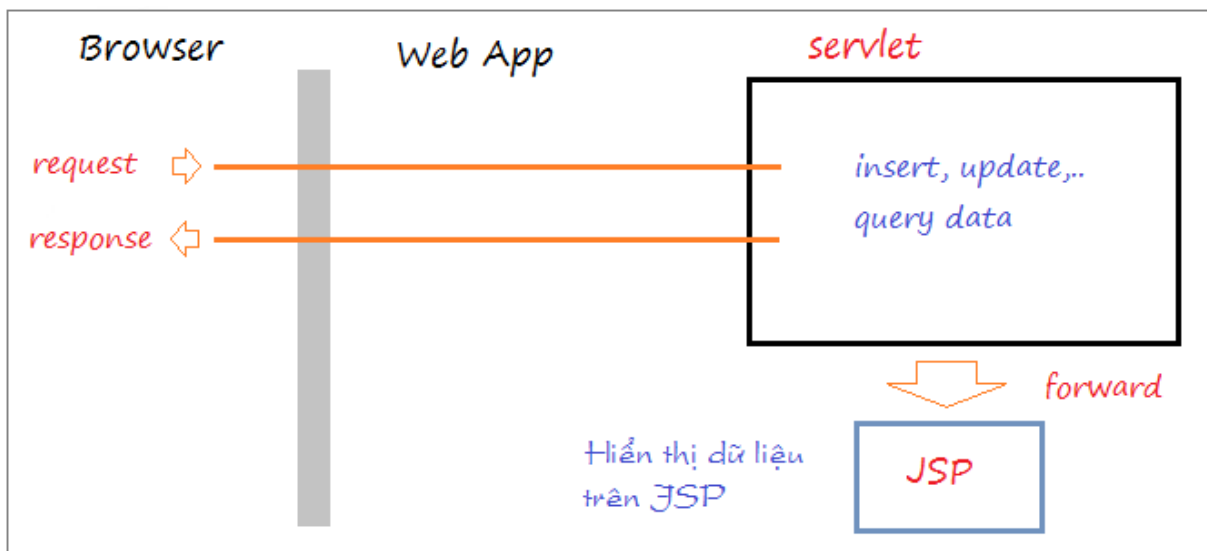 Browser
Web App
servlet
request
insert, update,..
query data
response
forward
Hiển thị dữ liệu
trên JSP
JSP